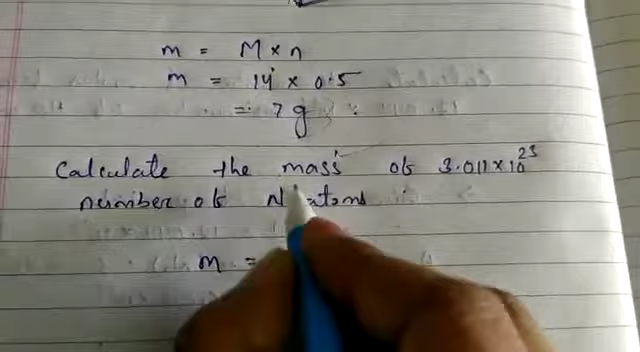 m = M × n
m = 14 × 0.5
= 7 g .
Calculate the mass of 3.011×10²³
number of N atoms
m =